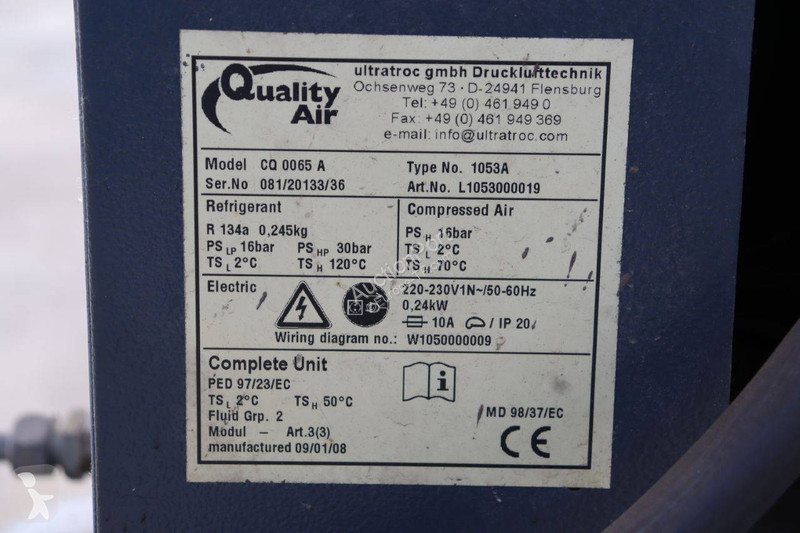 Quality Air
ultratroc gmbh Drucklufttechnik
Ochsenweg 73 · D-24941 Flensburg
Tel: +49 (0) 461 949 0
Fax: +49 (0) 461 949 369
e-mail: info@ultratroc.com
Model CQ 0065 A Type No. 1053A
Ser.No 081/20133/36 Art.No. L1053000019
Refrigerant
R 134a 0,245kg
PS LP 16bar PS HP 30bar
TS L 2°C TS H 120°C
Compressed Air
PS H 16bar
TS L 2°C
TS H 70°C
Electric
220-230V1N~/50-60Hz
0,24kW
10A / IP 20
Wiring diagram no.: W1050000009
Complete Unit
PED 97/23/EC
TS L 2°C TS H 50°C
Fluid Grp. 2
Modul – Art.3(3)
manufactured 09/01/08
i
MD 98/37/EC
CE